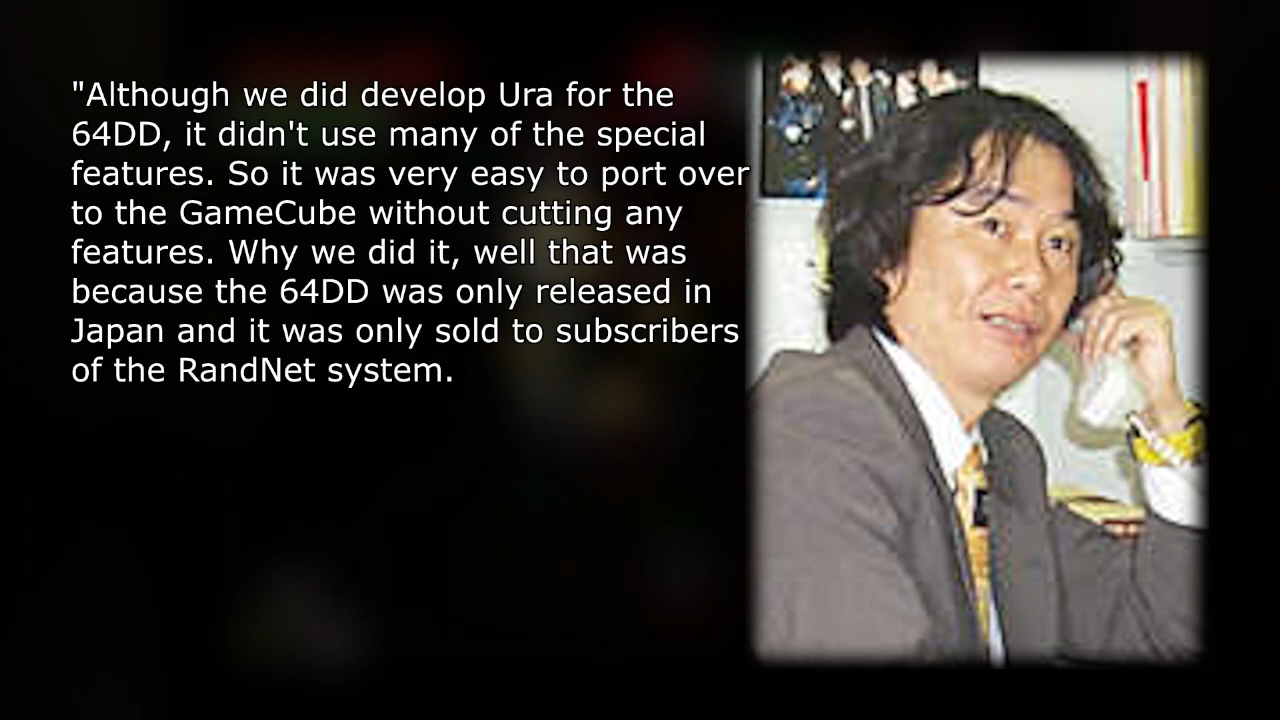 "Although we did develop Ura for the
64DD, it didn't use many of the special
features. So it was very easy to port over
to the GameCube without cutting any
features. Why we did it, well that was
because the 64DD was only released in
Japan and it was only sold to subscribers
of the RandNet system.